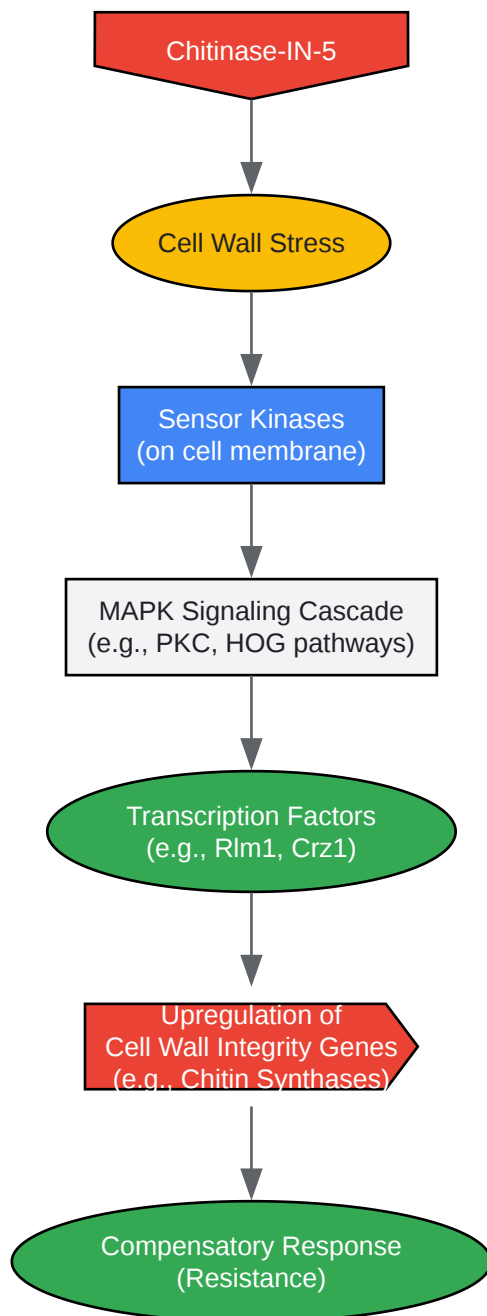 Chitinase-IN-5
Cell Wall Stress
Sensor Kinases
(on cell membrane)
MAPK Signaling Cascade
(e.g., PKC, HOG pathways)
Transcription Factors
(e.g., Rlm1, Crz1)
Upregulation of
Cell Wall Integrity Genes
(e.g., Chitin Synthases)
Compensatory Response
(Resistance)